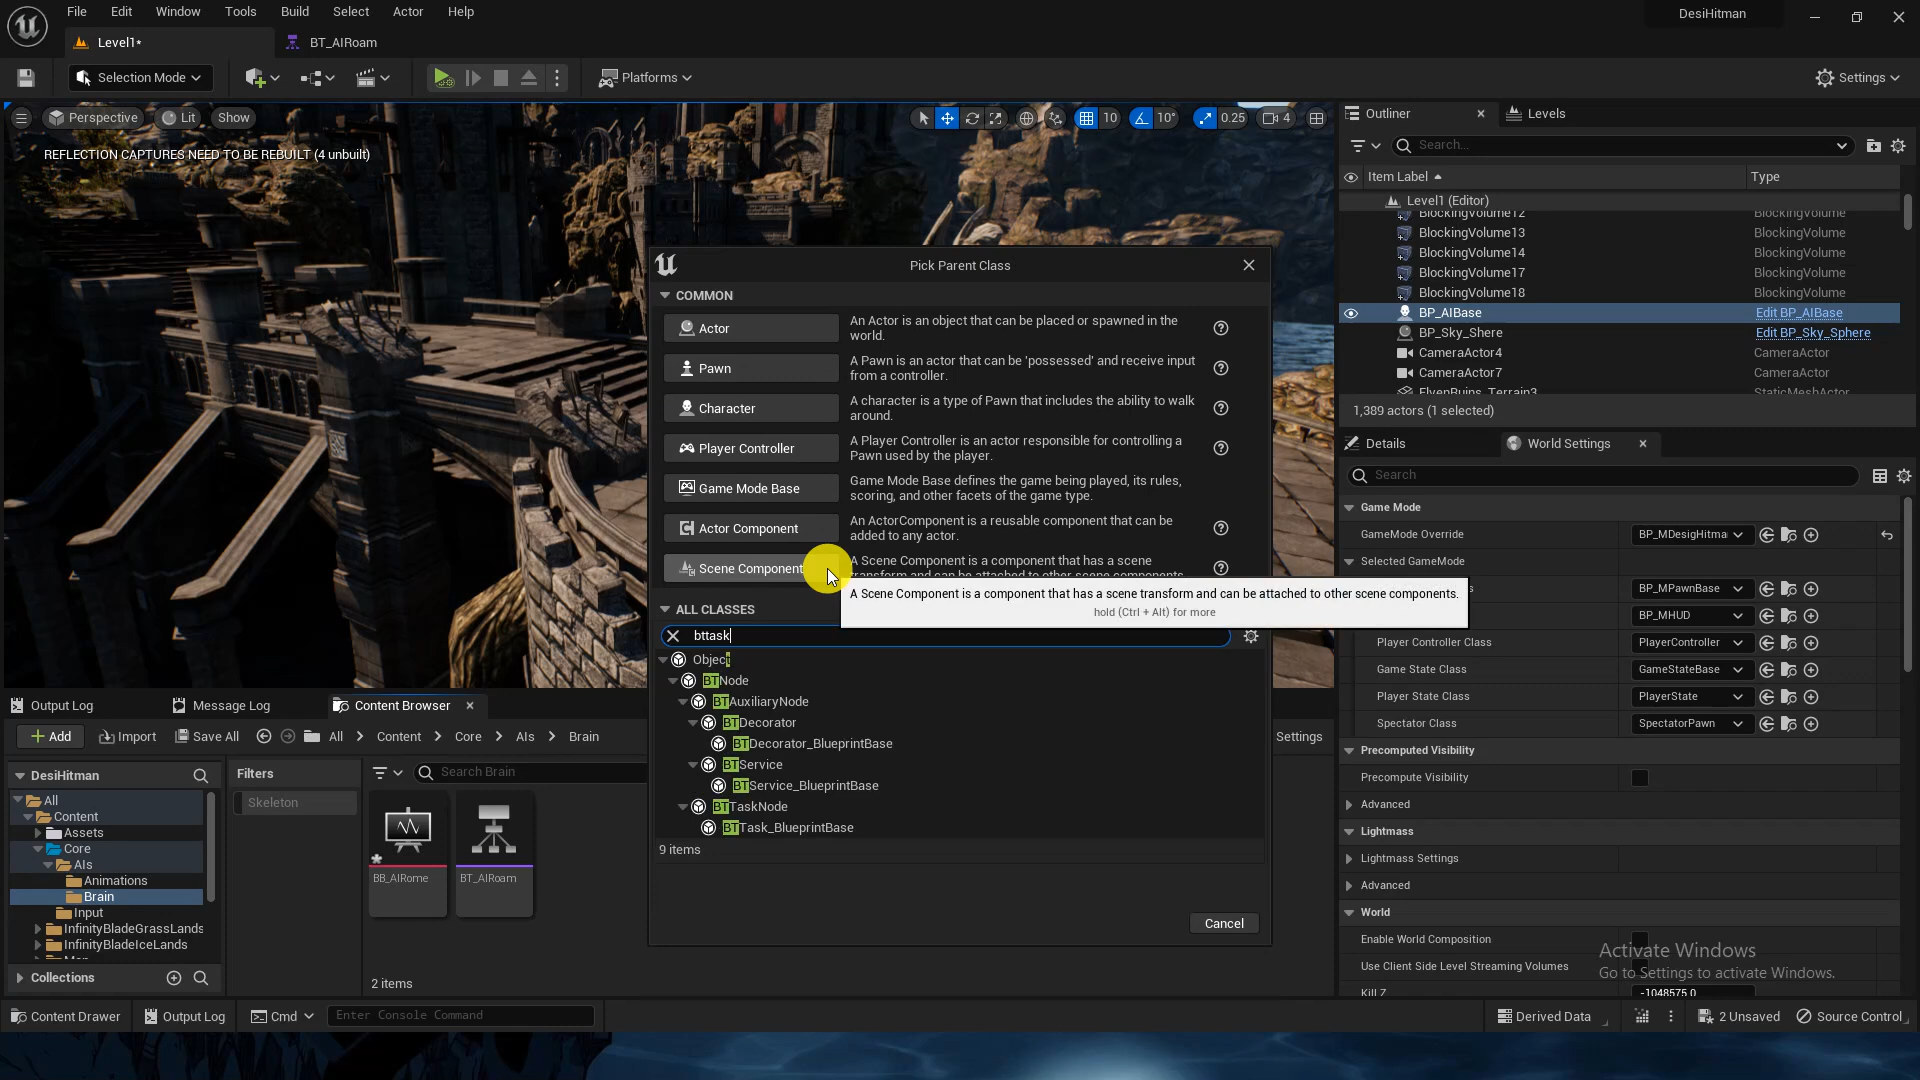 File Edit Window Tools Build Select Actor Help
DesiHitman
Level1* BT_AIRoam
Selection Mode Platforms Settings
Perspective Lit Show 10 10° 0.25 4
REFLECTION CAPTURES NEED TO BE REBUILT (4 unbuilt)
Outliner Levels
Search...
Item Label Type
Level1 (Editor)
BlockingVolume12 BlockingVolume
BlockingVolume13 BlockingVolume
BlockingVolume14 BlockingVolume
BlockingVolume17 BlockingVolume
BlockingVolume18 BlockingVolume
BP_AIBase Edit BP_AIBase
BP_Sky_Shere Edit BP_Sky_Sphere
CameraActor4 CameraActor
CameraActor7 CameraActor
ElvenRuins_Terrain3 StaticMeshActor
1,389 actors (1 selected)
Pick Parent Class
COMMON
Actor An Actor is an object that can be placed or spawned in the
world.
Pawn A Pawn is an actor that can be 'possessed' and receive input
from a controller.
Character A character is a type of Pawn that includes the ability to walk
around.
Player Controller A Player Controller is an actor responsible for controlling a
Pawn used by the player.
Game Mode Base Game Mode Base defines the game being played, its rules,
scoring, and other facets of the game type.
Actor Component An ActorComponent is a reusable component that can be
added to any actor.
Scene Component A Scene Component is a component that has a scene
transform and can be attached to other scene components.
A Scene Component is a component that has a scene transform and can be attached to other scene components.
hold (Ctrl + Alt) for more
ALL CLASSES
bttask
Object
BTNode
BTAuxiliaryNode
BTDecorator
BTDecorator_BlueprintBase
BTService
BTService_BlueprintBase
BTTaskNode
BTTask_BlueprintBase
9 items
Cancel
Details World Settings
Search
Game Mode
GameMode Override BP_MDesigHitma
Selected GameMode
BP_MPawnBase
BP_MHUD
Player Controller Class PlayerController
Game State Class GameStateBase
Player State Class PlayerState
Spectator Class SpectatorPawn
Precomputed Visibility
Precompute Visibility
Advanced
Lightmass
Lightmass Settings
Advanced
World
Enable World Composition
Use Client Side Level Streaming Volumes
Kill Z -1048575.0
Activate Windows
Go to Settings to activate Windows.
Output Log Message Log Content Browser
Add Import Save All All Content Core AIs Brain Settings
DesiHitman
All
Content
Assets
Core
AIs
Animations
Brain
Input
InfinityBladeGrassLands
InfinityBladeIceLands
Collections
Filters
Skeleton
Search Brain
BB_AIRome BT_AIRoam
2 items
Content Drawer Output Log Cmd Enter Console Command Derived Data 2 Unsaved Source Control